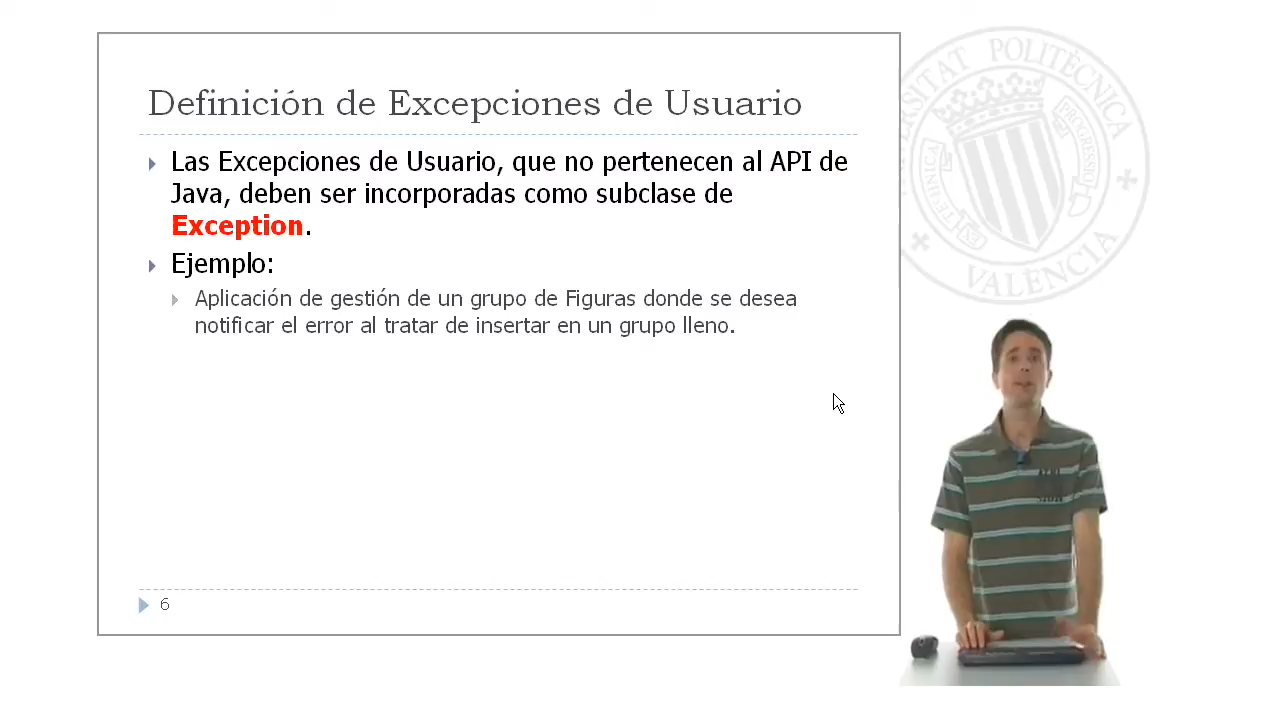 Definición de Excepciones de Usuario
Las Excepciones de Usuario, que no pertenecen al API de
Java, deben ser incorporadas como subclase de
Exception.
Ejemplo:
Aplicación de gestión de un grupo de Figuras donde se desea
notificar el error al tratar de insertar en un grupo lleno.
6
UNIVERSITAT POLITÈCNICA
VALÈNCIA